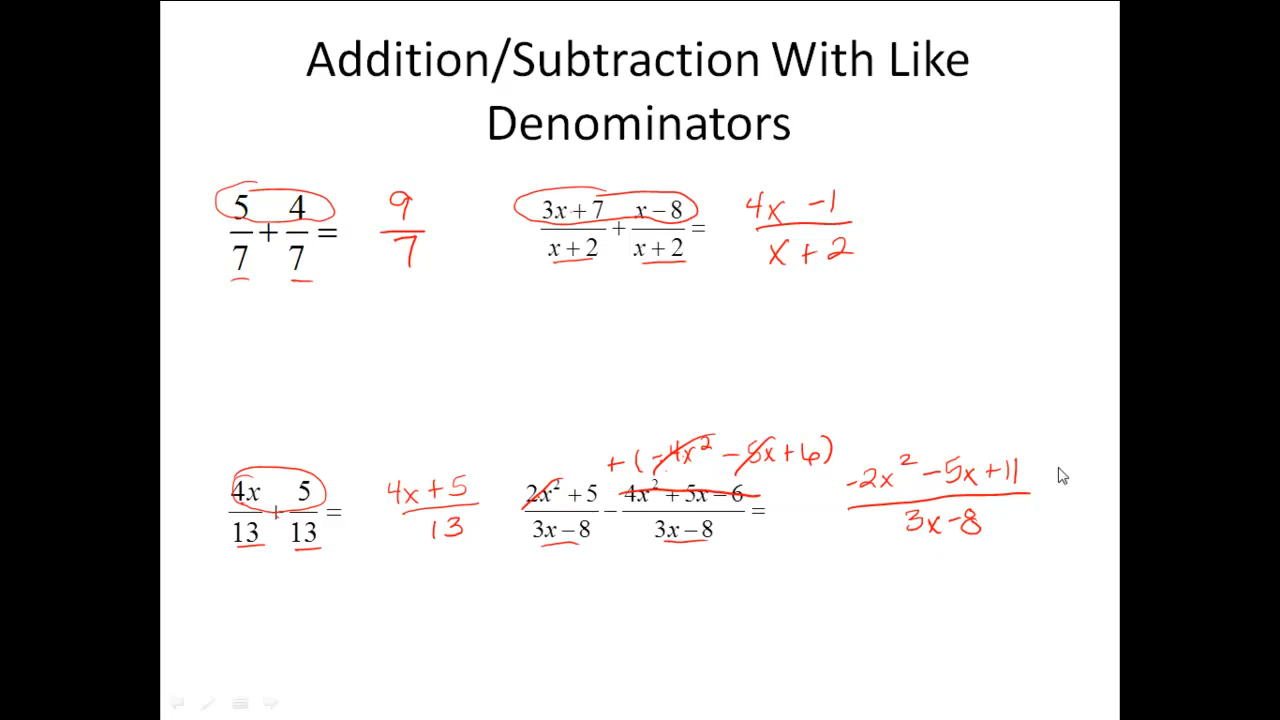 Addition/Subtraction With Like
Denominators
5/7 + 4/7 = 9/7
(3x + 7)/(x + 2) + (x − 8)/(x + 2) = (4x −1)/(x + 2)
4x/13 + 5/13 = (4x + 5)/13
+(−4x² − 5x + 6)
(2x² + 5)/(3x − 8) − (4x² + 5x − 6)/(3x − 8) = (−2x² − 5x + 11)/(3x − 8)